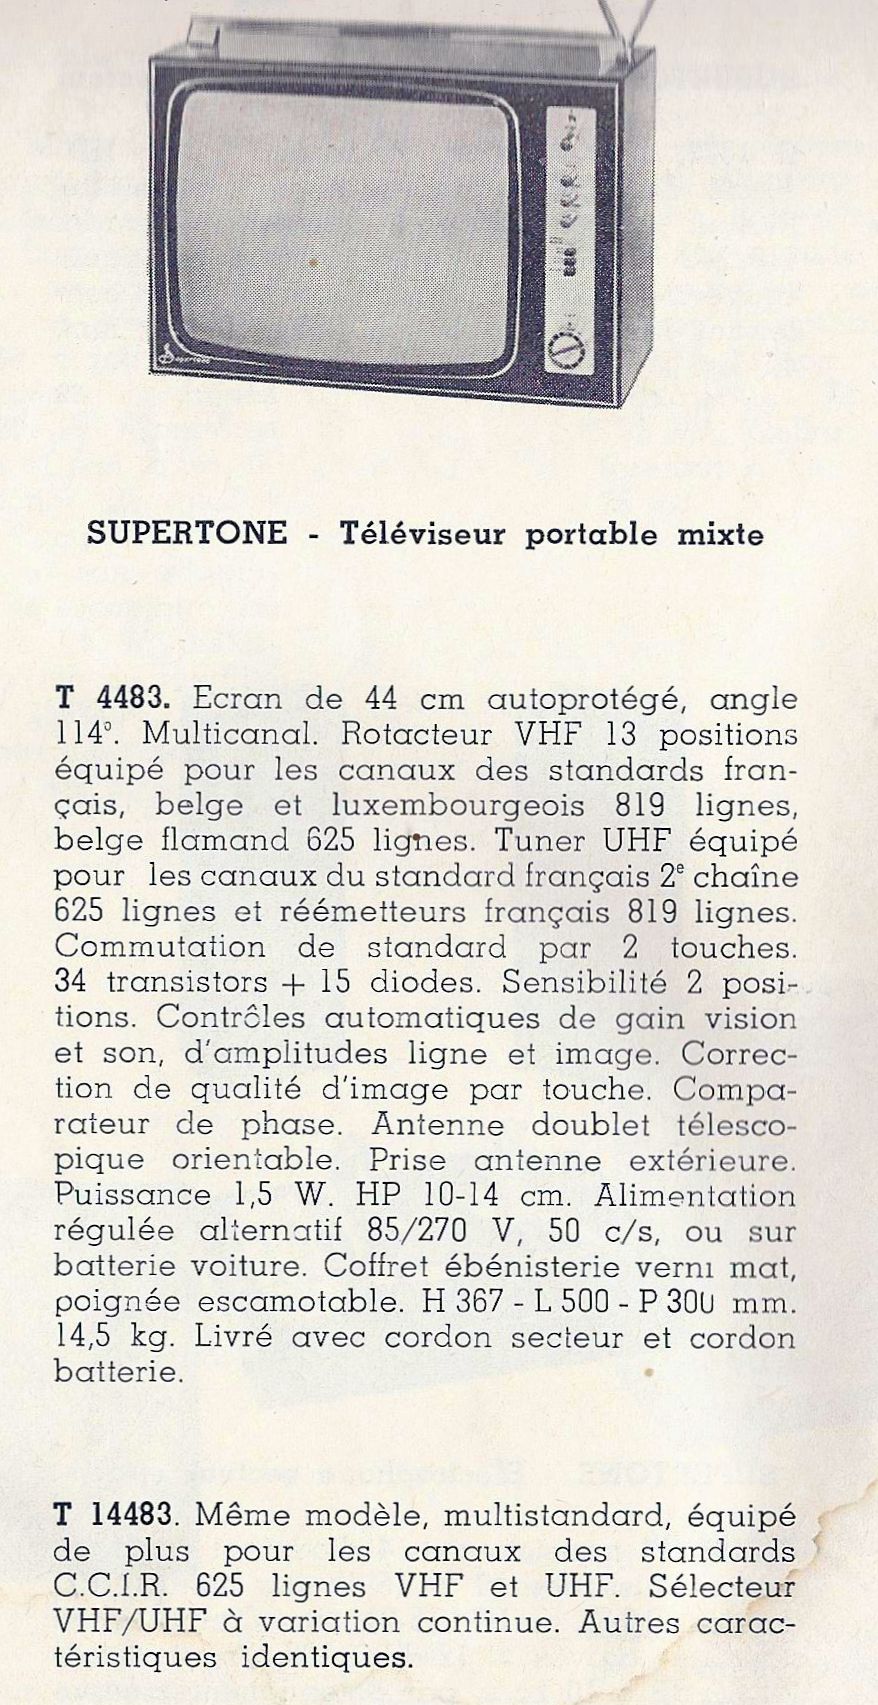 Supertone
SUPERTONE - Téléviseur portable mixte
T 4483. Ecran de 44 cm autoprotégé, angle
114°. Multicanal. Rotacteur VHF 13 positions
équipé pour les canaux des standards fran-
çais, belge et luxembourgeois 819 lignes,
belge flamand 625 lignes. Tuner UHF équipé
pour les canaux du standard français 2e chaîne
625 lignes et réémetteurs français 819 lignes.
Commutation de standard par 2 touches.
34 transistors + 15 diodes. Sensibilité 2 posi-
tions. Contrôles automatiques de gain vision
et son, d'amplitudes ligne et image. Correc-
tion de qualité d'image par touche. Compa-
rateur de phase. Antenne doublet télesco-
pique orientable. Prise antenne extérieure.
Puissance 1,5 W. HP 10-14 cm. Alimentation
régulée alternatif 85/270 V, 50 c/s, ou sur
batterie voiture. Coffret ébénisterie verni mat,
poignée escamotable. H 367 - L 500 - P 300 mm.
14,5 kg. Livré avec cordon secteur et cordon
batterie.
T 14483. Même modèle, multistandard, équipé
de plus pour les canaux des standards
C.C.I.R. 625 lignes VHF et UHF. Sélecteur
VHF/UHF à variation continue. Autres carac-
téristiques identiques.